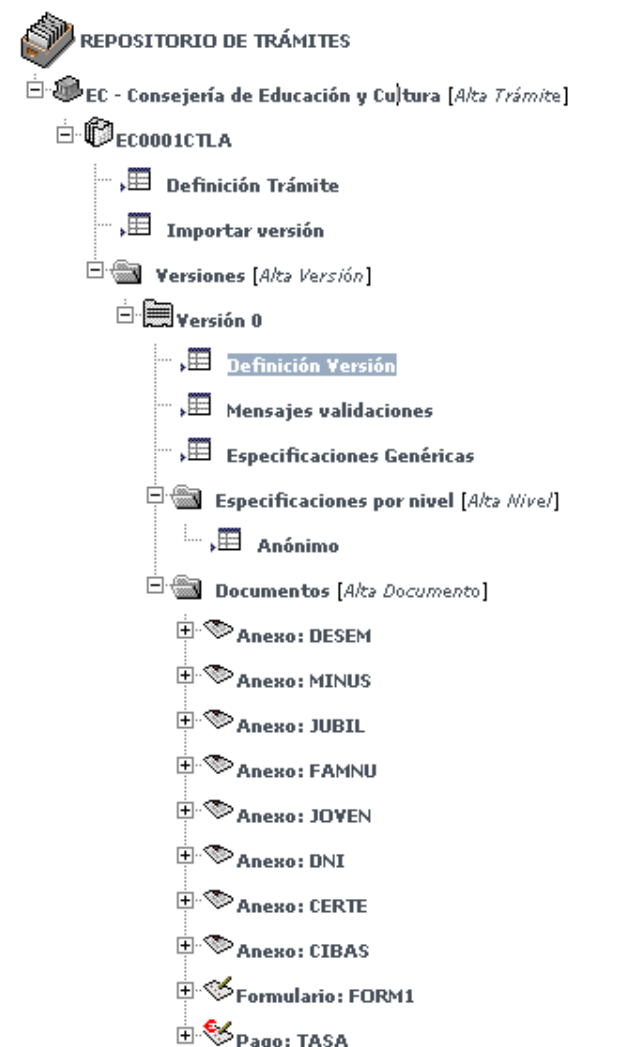 REPOSITORIO DE TRÁMITES
EC - Consejería de Educación y Cultura [Alta Trámite]
EC0001CTLA
Definición Trámite
Importar versión
Versiones [Alta Versión]
Versión 0
Definición Versión
Mensajes validaciones
Especificaciones Genéricas
Especificaciones por nivel [Alta Nivel]
Anónimo
Documentos [Alta Documento]
Anexo: DESEM
Anexo: MINUS
Anexo: JUBIL
Anexo: FAMNU
Anexo: JOVEN
Anexo: DNI
Anexo: CERTE
Anexo: CIBAS
Formulario: FORM1
Pago: TASA